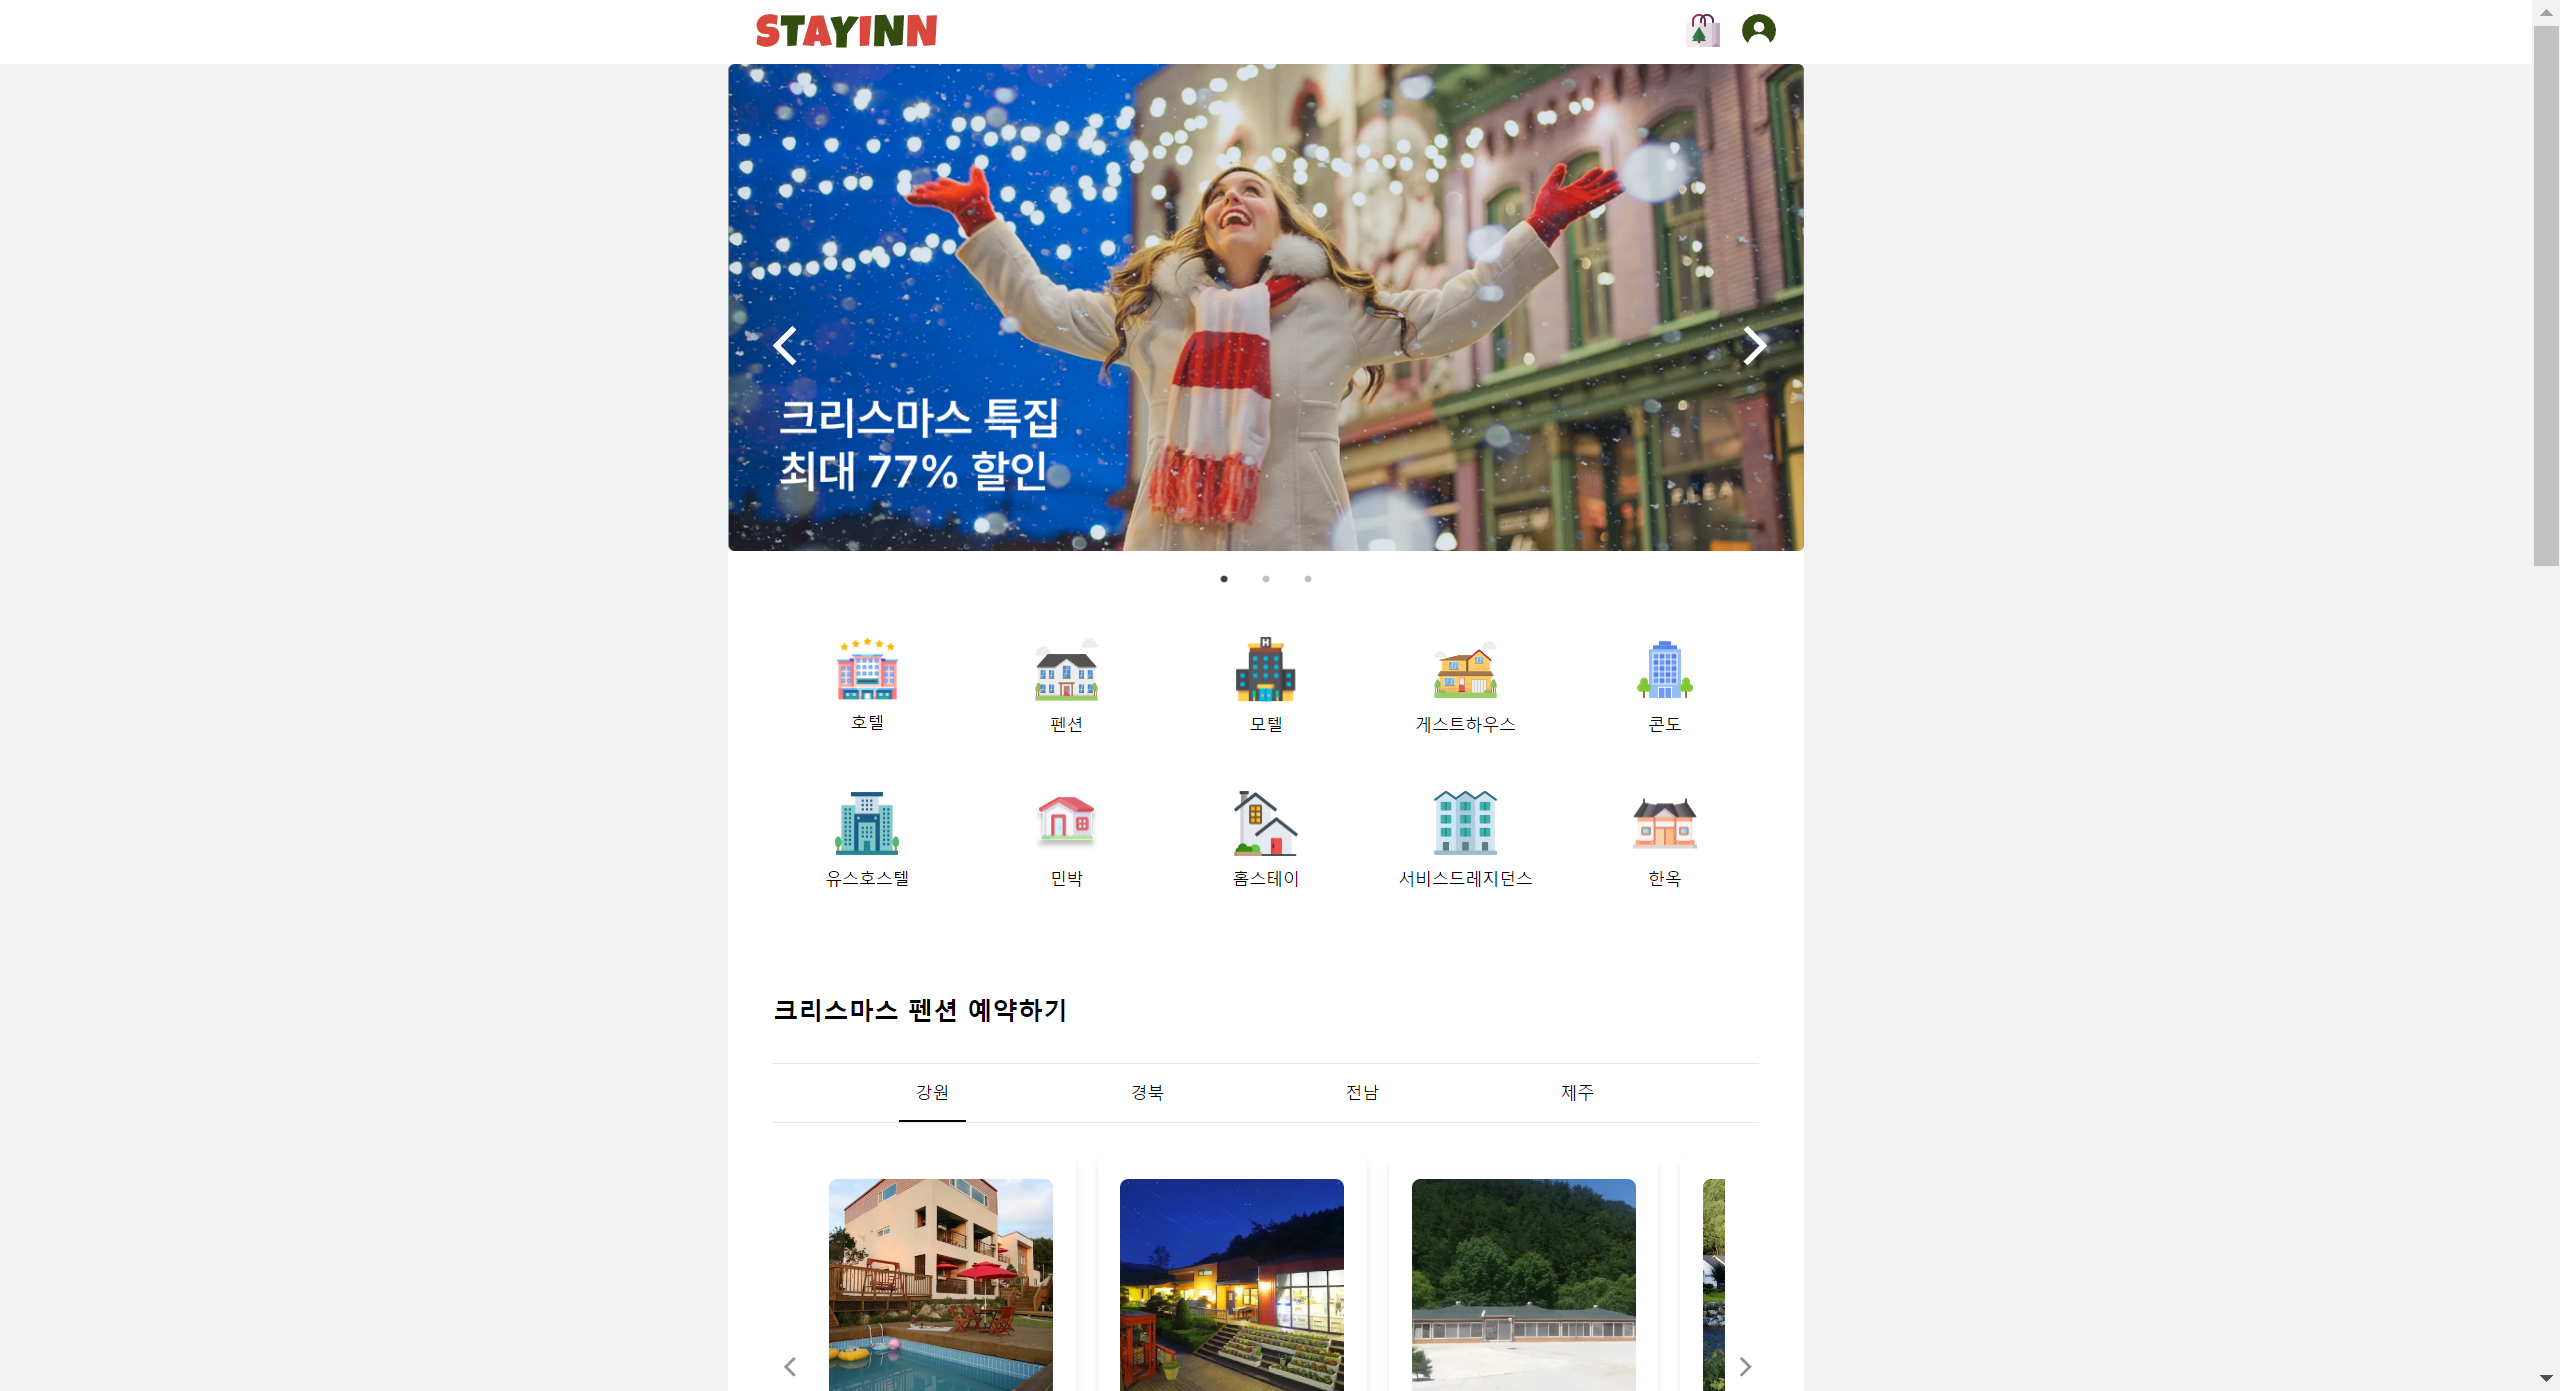 STAYINN
크리스마스 특집
최대 77% 할인
FLEA
호텔
펜션
모텔
게스트하우스
콘도
유스호스텔
민박
홈스테이
서비스드레지던스
한옥
크리스마스 펜션 예약하기
강원
경북
전남
제주